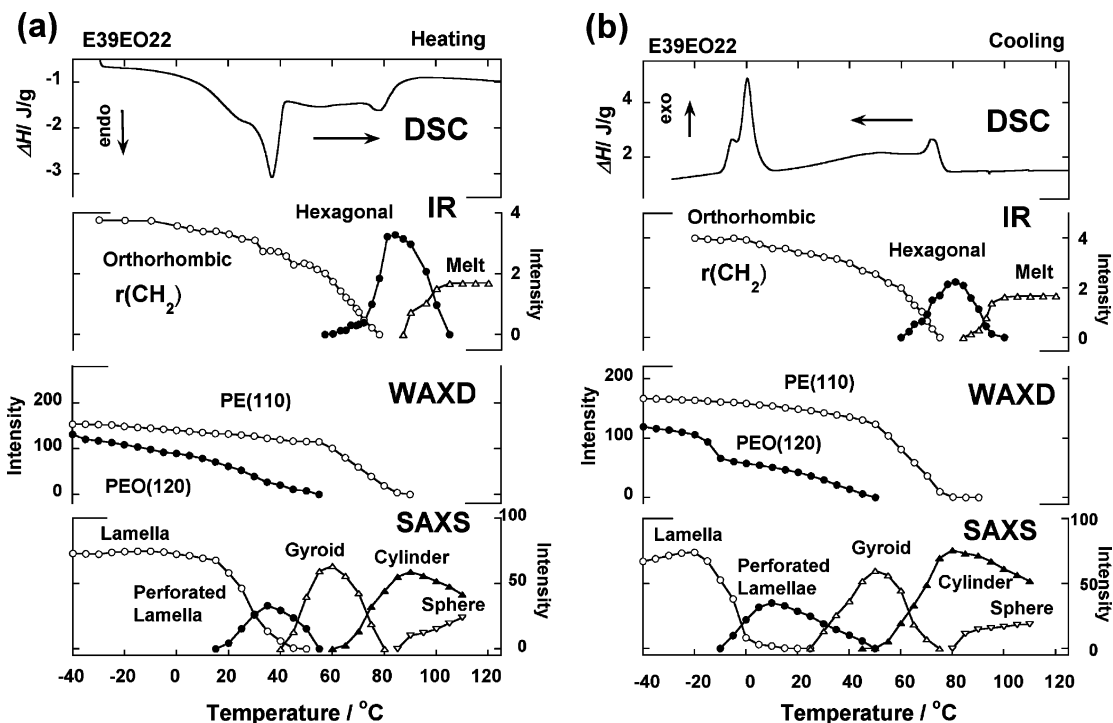 (a)
E39EO22
Heating
ΔH/ J/g
-1
-2
-3
endo
DSC
Hexagonal
IR
Orthorhombic
r(CH2)
Melt
4
2
0
Intensity
WAXD
Intensity
200
100
0
PE(110)
PEO(120)
SAXS
Lamella
Perforated
Lamella
Gyroid
Cylinder
Sphere
100
50
0
Intensity
-40 -20 0 20 40 60 80 100 120
Temperature / °C
(b)
E39EO22
Cooling
ΔH/ J/g
4
2
exo
DSC
Orthorhombic
IR
r(CH2)
Hexagonal
Melt
4
2
0
Intensity
WAXD
Intensity
200
100
0
PE(110)
PEO(120)
SAXS
Lamella
Perforated
Lamellae
Gyroid
Cylinder
Sphere
100
50
0
Intensity
-40 -20 0 20 40 60 80 100 120
Temperature / °C